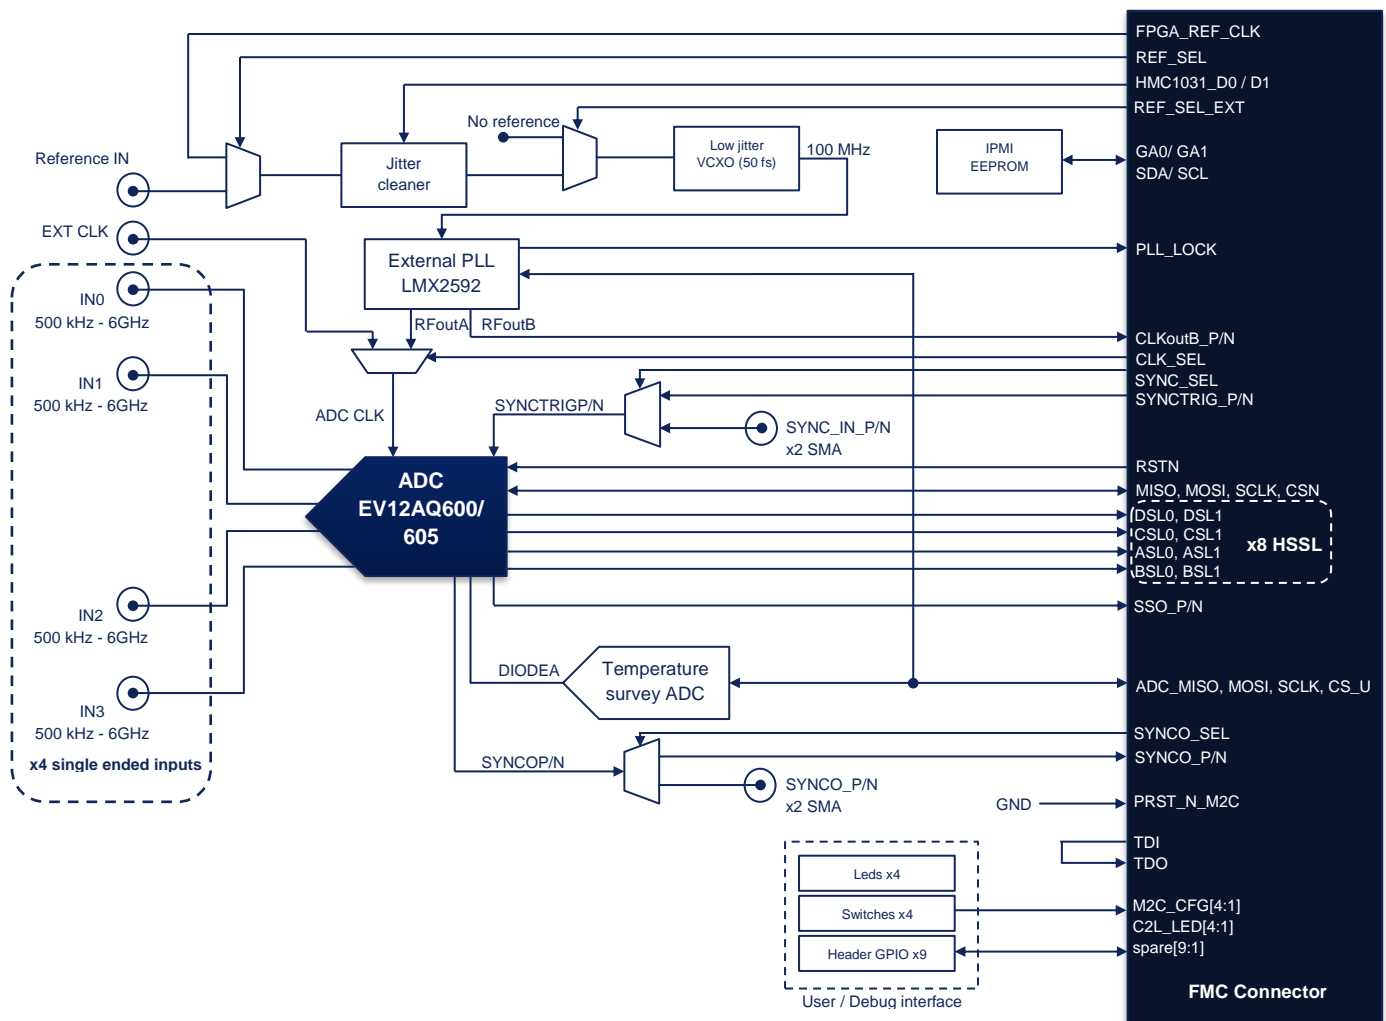 FPGA_REF_CLK
REF_SEL
HMC1031_D0 / D1
REF_SEL_EXT
No reference
Reference IN
Jitter
cleaner
Low jitter
VCXO (50 fs)
100 MHz
IPMI
EEPROM
GA0/ GA1
SDA/ SCL
EXT CLK
External PLL
LMX2592
PLL_LOCK
IN0
500 kHz - 6GHz
RFoutA
RFoutB
CLKoutB_P/N
CLK_SEL
SYNC_SEL
SYNCTRIG_P/N
IN1
500 kHz - 6GHz
ADC CLK
SYNCTRIGP/N
SYNC_IN_P/N
x2 SMA
ADC
EV12AQ600/
605
RSTN
MISO, MOSI, SCLK, CSN
DSL0, DSL1
CSL0, CSL1
ASL0, ASL1
BSL0, BSL1
x8 HSSL
SSO_P/N
IN2
500 kHz - 6GHz
DIODEA
Temperature
survey ADC
ADC_MISO, MOSI, SCLK, CS_U
IN3
500 kHz - 6GHz
x4 single ended inputs
SYNCO_SEL
SYNCO_P/N
SYNCOP/N
SYNCO_P/N
x2 SMA
GND
PRST_N_M2C
TDI
TDO
Leds x4
Switches x4
Header GPIO x9
M2C_CFG[4:1]
C2L_LED[4:1]
spare[9:1]
User / Debug interface
FMC Connector